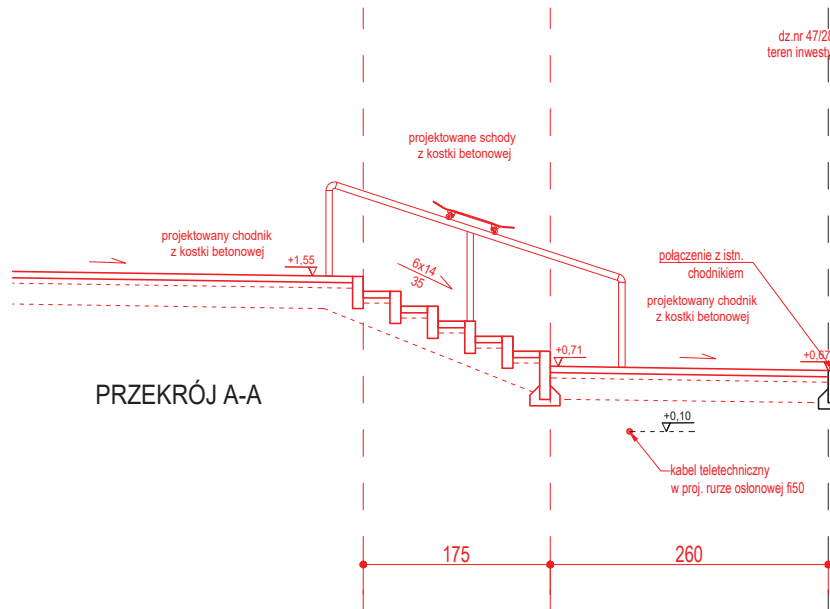 dz.nr 47/28
teren inwesty
projektowane schody
z kostki betonowej
projektowany chodnik
z kostki betonowej
+1,55
6x14
35
połączenie z istn.
chodnikiem
projektowany chodnik
z kostki betonowej
+0,71
+0,67
PRZEKRÓJ A-A
+0,10
kabel teletechniczny
w proj. rurze osłonowej fi50
175
260